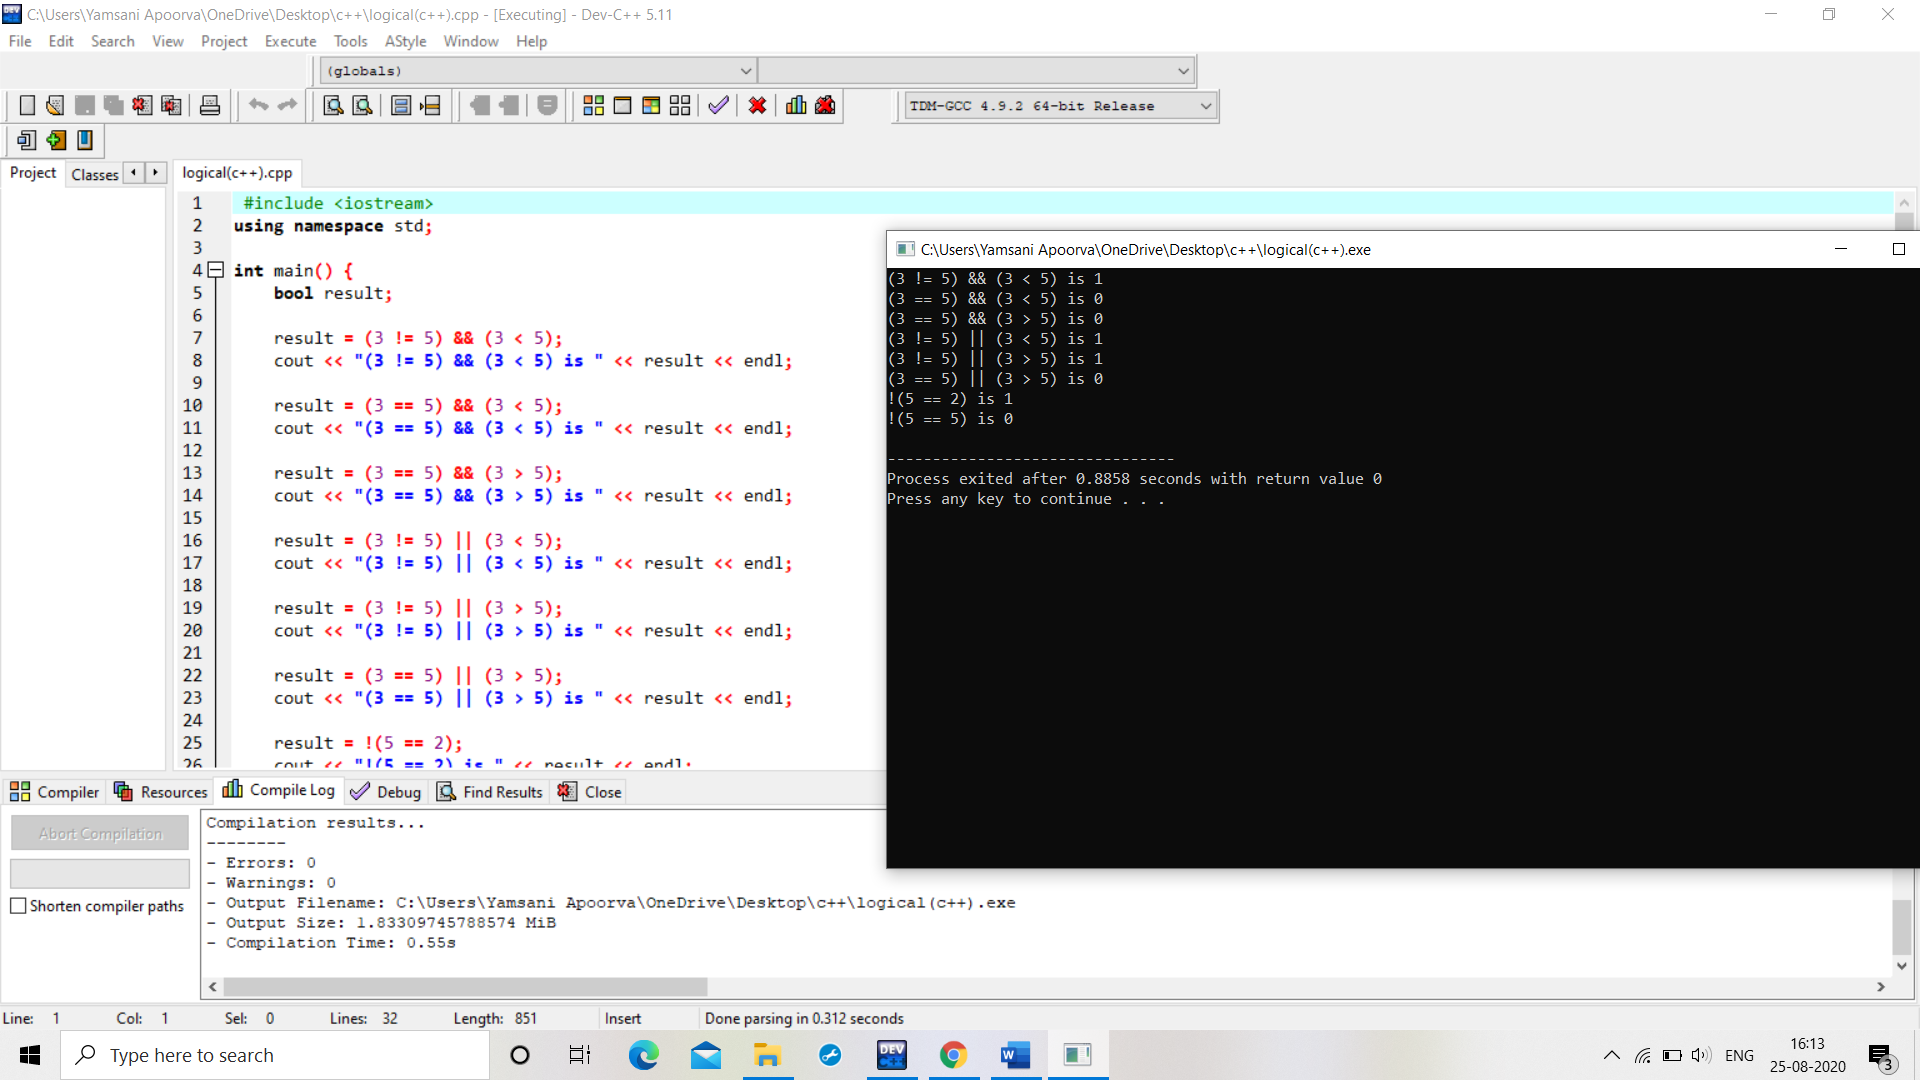 C:\Users\Yamsani Apoorva\OneDrive\Desktop\c++\logical(c++).cpp - [Executing] - Dev-C++ 5.11
File Edit Search View Project Execute Tools AStyle Window Help
(globals)
TDM-GCC 4.9.2 64-bit Release
Project Classes logical(c++).cpp
1 #include <iostream>
2 using namespace std;
3
4 int main() {
5 bool result;
6
7 result = (3 != 5) && (3 < 5);
8 cout << "(3 != 5) && (3 < 5) is " << result << endl;
9
10 result = (3 == 5) && (3 < 5);
11 cout << "(3 == 5) && (3 < 5) is " << result << endl;
12
13 result = (3 == 5) && (3 > 5);
14 cout << "(3 == 5) && (3 > 5) is " << result << endl;
15
16 result = (3 != 5) || (3 < 5);
17 cout << "(3 != 5) || (3 < 5) is " << result << endl;
18
19 result = (3 != 5) || (3 > 5);
20 cout << "(3 != 5) || (3 > 5) is " << result << endl;
21
22 result = (3 == 5) || (3 > 5);
23 cout << "(3 == 5) || (3 > 5) is " << result << endl;
24
25 result = !(5 == 2);
26 cout << "!(5 == 2) is " << result << endl;
C:\Users\Yamsani Apoorva\OneDrive\Desktop\c++\logical(c++).exe
(3 != 5) && (3 < 5) is 1
(3 == 5) && (3 < 5) is 0
(3 == 5) && (3 > 5) is 0
(3 != 5) || (3 < 5) is 1
(3 != 5) || (3 > 5) is 1
(3 == 5) || (3 > 5) is 0
!(5 == 2) is 1
!(5 == 5) is 0
--------------------------------
Process exited after 0.8858 seconds with return value 0
Press any key to continue . . .
Compiler Resources Compile Log Debug Find Results Close
Abort Compilation
Shorten compiler paths
Compilation results...
--------
- Errors: 0
- Warnings: 0
- Output Filename: C:\Users\Yamsani Apoorva\OneDrive\Desktop\c++\logical(c++).exe
- Output Size: 1.83309745788574 MiB
- Compilation Time: 0.55s
Line: 1 Col: 1 Sel: 0 Lines: 32 Length: 851 Insert Done parsing in 0.312 seconds
Type here to search
DEV C++
W
ENG
16:13
25-08-2020
3